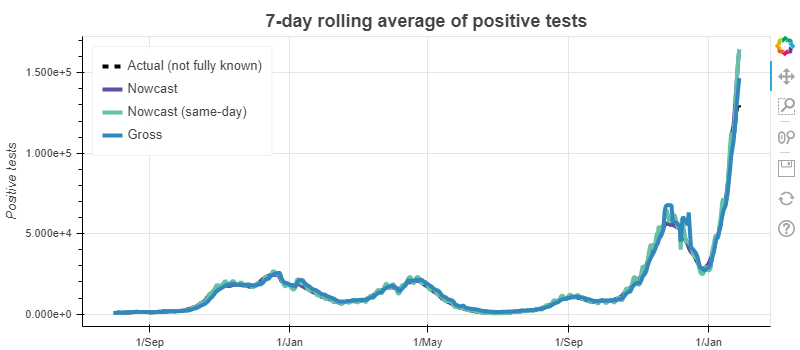 7-day rolling average of positive tests
Actual (not fully known)
Nowcast
Nowcast (same-day)
Gross
Positive tests
1.500e+5
1.000e+5
5.000e+4
0.000e+0
1/Sep
1/Jan
1/May
1/Sep
1/Jan